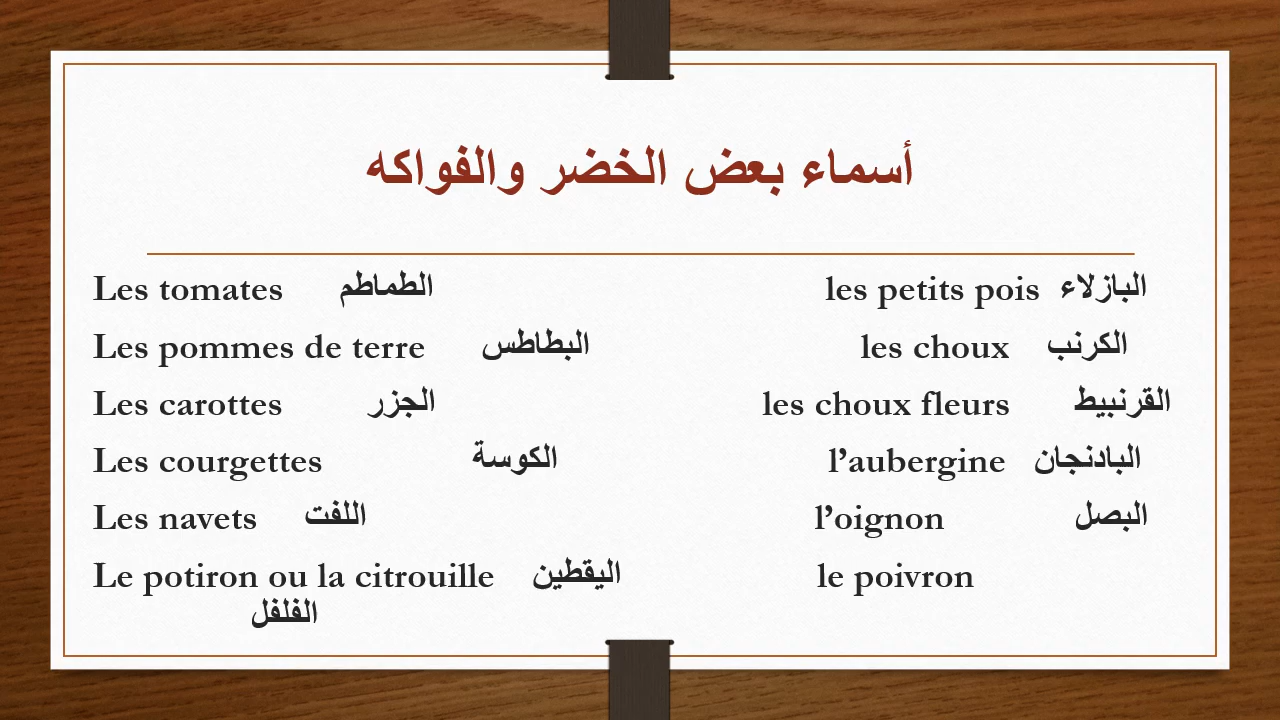 أسماء بعض الخضر والفواكه
Les tomates الطماطم les petits pois البازلاء
Les pommes de terre البطاطس les choux الكرنب
Les carottes الجزر les choux fleurs القرنبيط
Les courgettes الكوسة l’aubergine البادنجان
Les navets اللفت l’oignon البصل
Le potiron ou la citrouille اليقطين le poivron
الفلفل